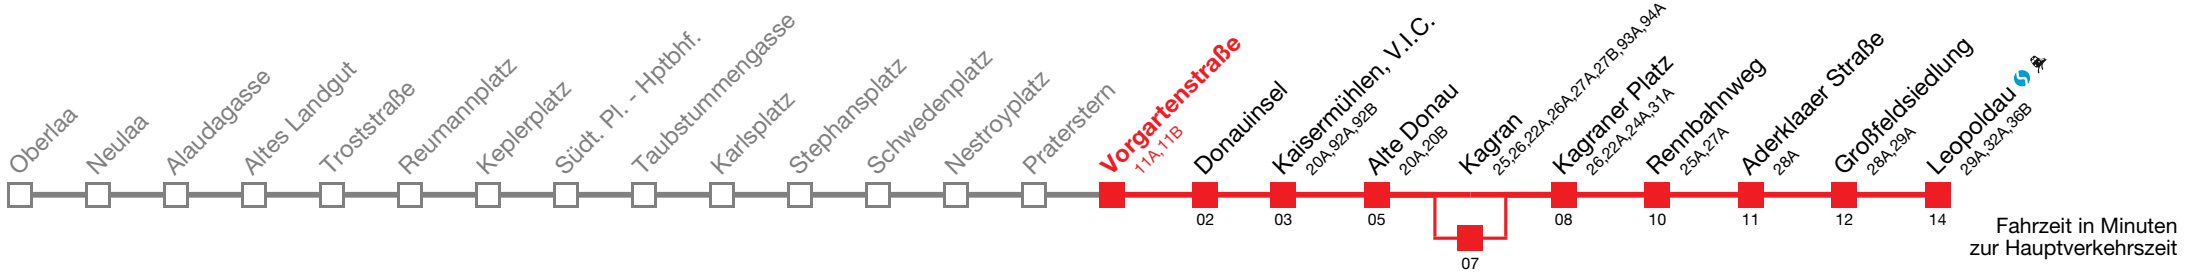 Oberlaa
Neulaa
Alaudagasse
Altes Landgut
Troststraße
Reumannplatz
Keplerplatz
Südt. Pl. - Hptbhf.
Taubstummengasse
Karlsplatz
Stephansplatz
Schwedenplatz
Nestroyplatz
Praterstern
Vorgartenstraße
11A,11B
Donauinsel
02
Kaisermühlen, V.I.C.
20A,92A,92B
03
Alte Donau
20A,20B
05
Kagran
25,26,22A,26A,27A,27B,93A,94A
07
Kagraner Platz
26,22A,24A,31A
08
Rennbahnweg
25A,27A
10
Aderklaaer Straße
28A
11
Großfeldsiedlung
28A,29A
12
Leopoldau
29A,32A,36B
14
Fahrzeit in Minuten
zur Hauptverkehrszeit